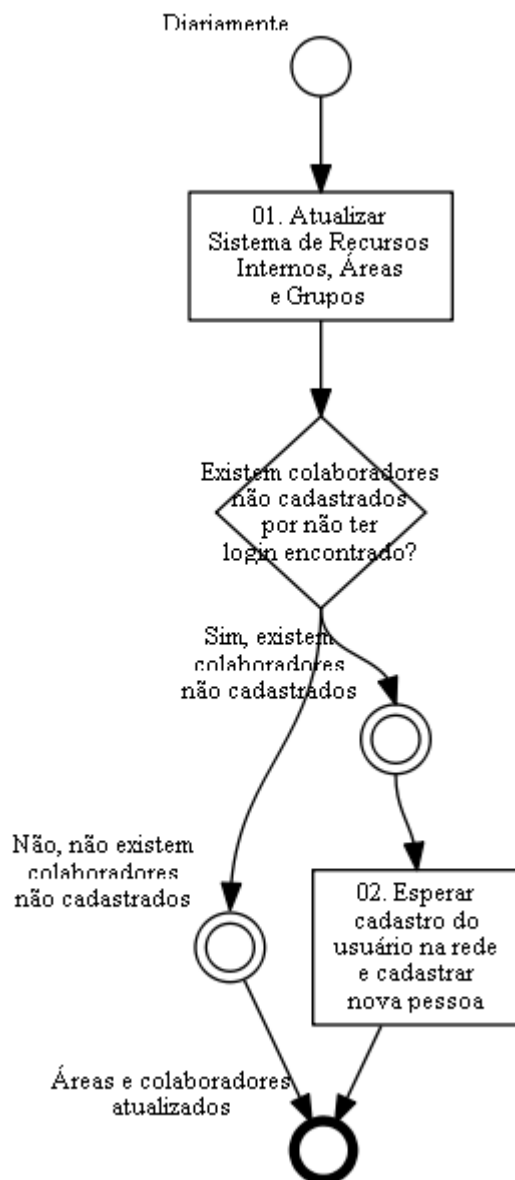 Diariamente
01. Atualizar
Sistema de Recursos
Internos, Áreas
e Grupos
Existem colaboradores
não cadastrados
por não ter
login encontrado?
Sim, existem
colaboradores
não cadastrados
Não, não existem
colaboradores
não cadastrados
02. Esperar
cadastro do
usuário na rede
e cadastrar
nova pessoa
Áreas e colaboradores
atualizados